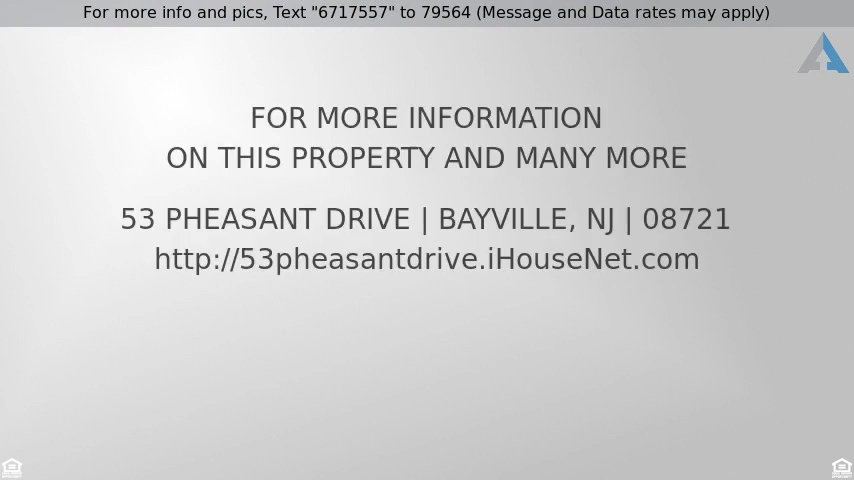 For more info and pics, Text "6717557" to 79564 (Message and Data rates may apply)
FOR MORE INFORMATION
ON THIS PROPERTY AND MANY MORE
53 PHEASANT DRIVE | BAYVILLE, NJ | 08721
http://53pheasantdrive.iHouseNet.com